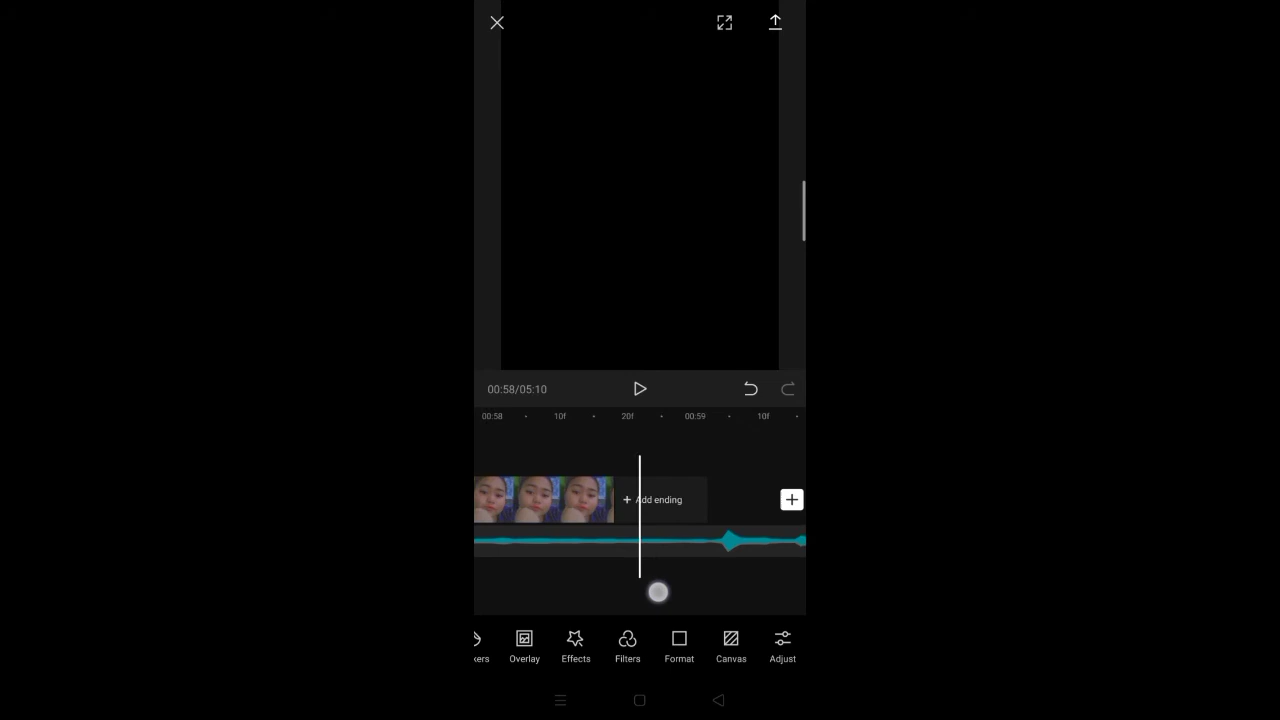 00:58/05:10
00:58 10f 20f 00:59 10f
+ Add ending
kers Overlay Effects Filters Format Canvas Adjust